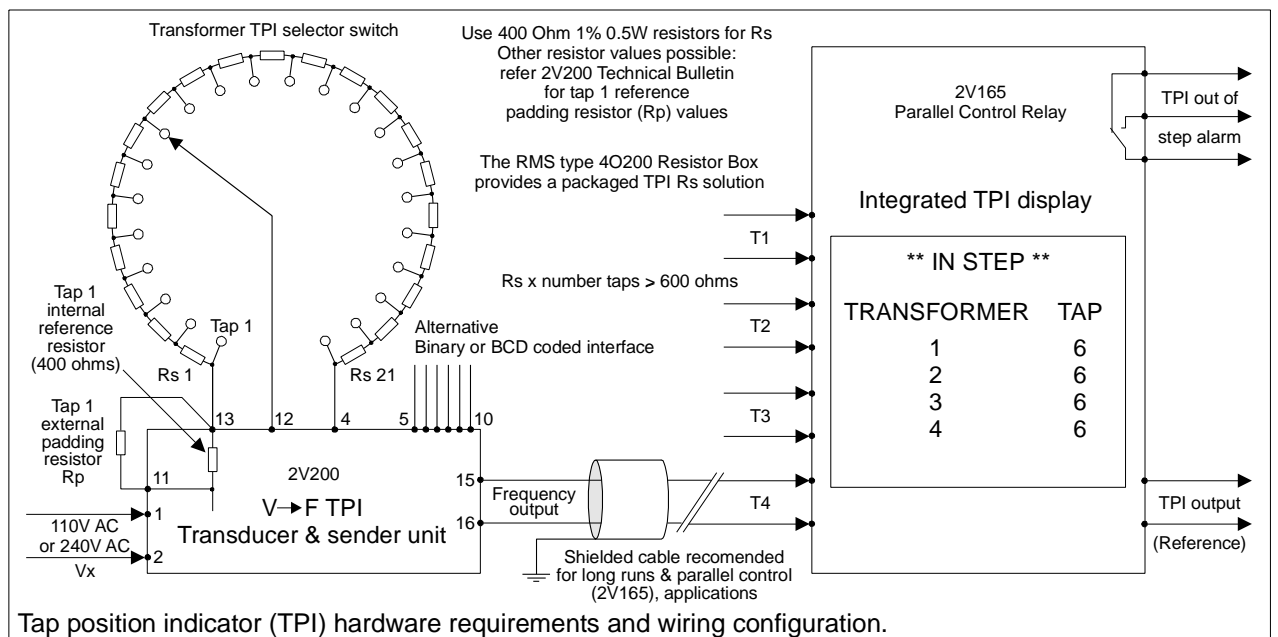 Transformer TPI selector switch
Use 400 Ohm 1% 0.5W resistors for Rs
Other resistor values possible:
refer 2V200 Technical Bulletin
for tap 1 reference
padding resistor (Rp) values
The RMS type 4O200 Resistor Box
provides a packaged TPI Rs solution
Rs x number taps > 600 ohms
2V165
Parallel Control Relay
TPI out of
step alarm
Integrated TPI display
** IN STEP **
TRANSFORMER TAP
1 6
2 6
3 6
4 6
T1
T2
T3
T4
TPI output
(Reference)
Tap 1
internal
reference
resistor
(400 ohms)
Tap 1
Rs 1
Rs 21
Alternative
Binary or BCD coded interface
Tap 1
external
padding
resistor
Rp
13
12
4
5
10
11
1
2
15
16
110V AC
or 240V AC
Vx
2V200
V→F TPI
Transducer & sender unit
Frequency
output
Shielded cable recomended
for long runs & parallel control
(2V165), applications
Tap position indicator (TPI) hardware requirements and wiring configuration.